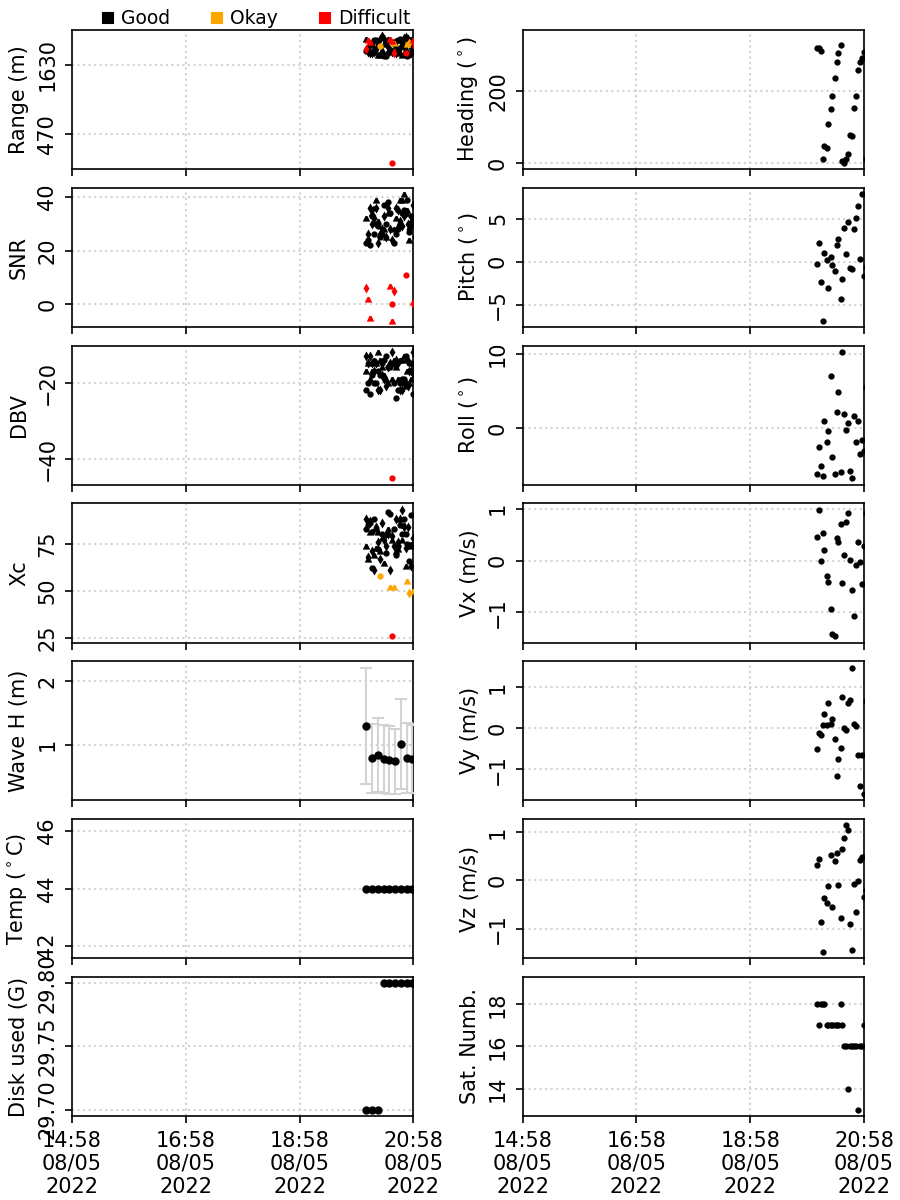 Good Okay Difficult
Range (m)
1630
470
Heading (°)
200
0
SNR
40
20
0
Pitch (°)
5
0
−5
DBV
−20
−40
Roll (°)
10
0
Xc
75
50
25
Vx (m/s)
1
0
−1
Wave H (m)
2
1
Vy (m/s)
1
0
−1
Temp (°C)
46
44
42
Vz (m/s)
1
0
−1
Disk used (G)
29.80
29.75
29.70
Sat. Numb.
18
16
14
14:58 16:58 18:58 20:58
08/05 08/05 08/05 08/05
2022 2022 2022 2022
14:58 16:58 18:58 20:58
08/05 08/05 08/05 08/05
2022 2022 2022 2022